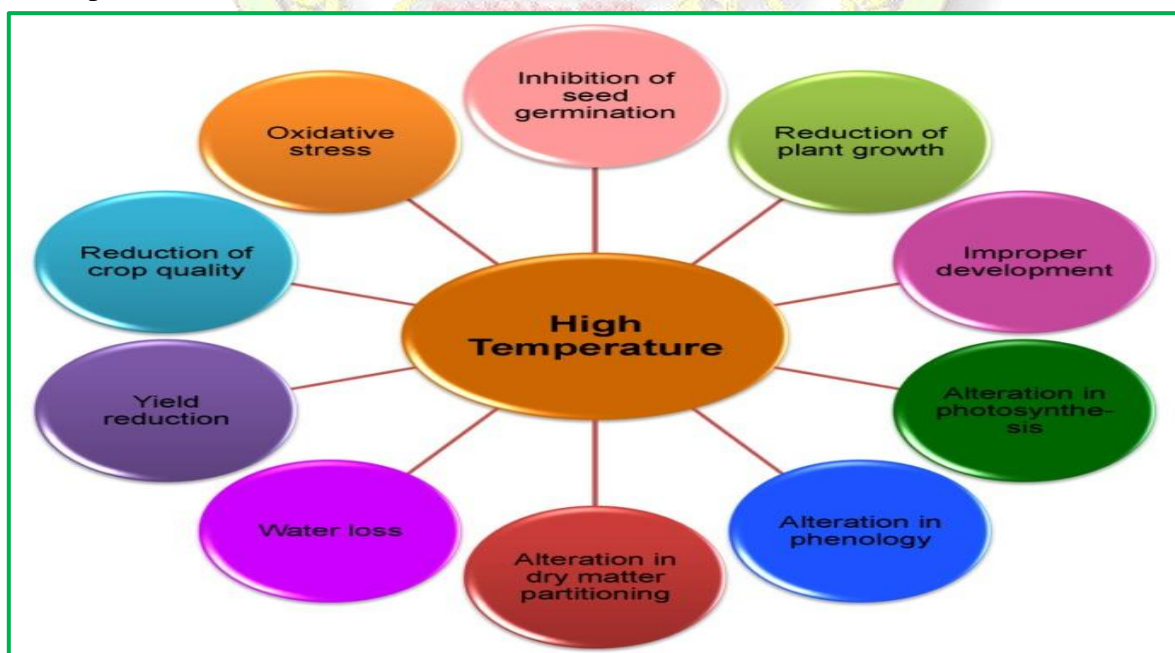 Inhibition of
seed
germination
Reduction of
plant growth
Improper
development
Alteration in
photosynthe-
sis
Alteration in
phenology
Alteration in
dry matter
partitioning
Water loss
Yield
reduction
Reduction of
crop quality
Oxidative
stress
High
Temperature